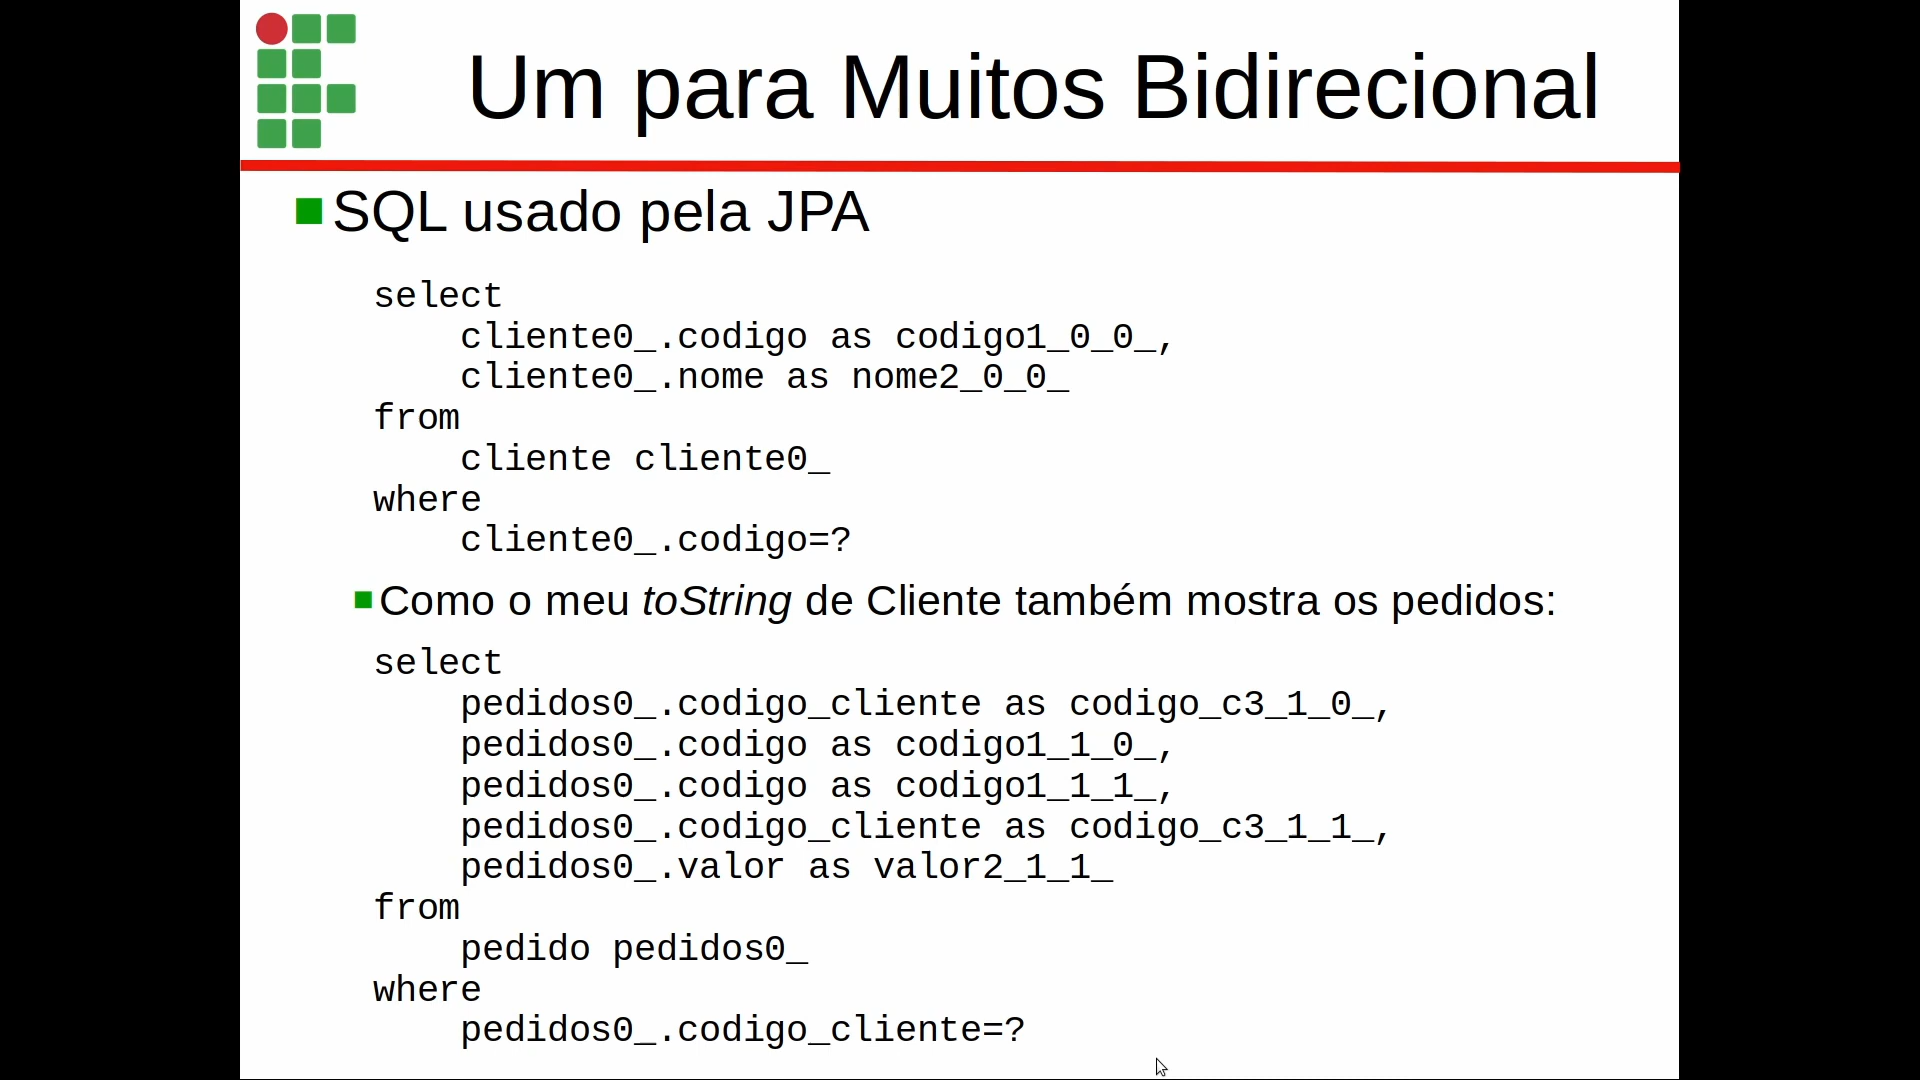 Um para Muitos Bidirecional
SQL usado pela JPA
select
cliente0_.codigo as codigo1_0_0_,
cliente0_.nome as nome2_0_0_
from
cliente cliente0_
where
cliente0_.codigo=?
Como o meu toString de Cliente também mostra os pedidos:
select
pedidos0_.codigo_cliente as codigo_c3_1_0_,
pedidos0_.codigo as codigo1_1_0_,
pedidos0_.codigo as codigo1_1_1_,
pedidos0_.codigo_cliente as codigo_c3_1_1_,
pedidos0_.valor as valor2_1_1_
from
pedido pedidos0_
where
pedidos0_.codigo_cliente=?